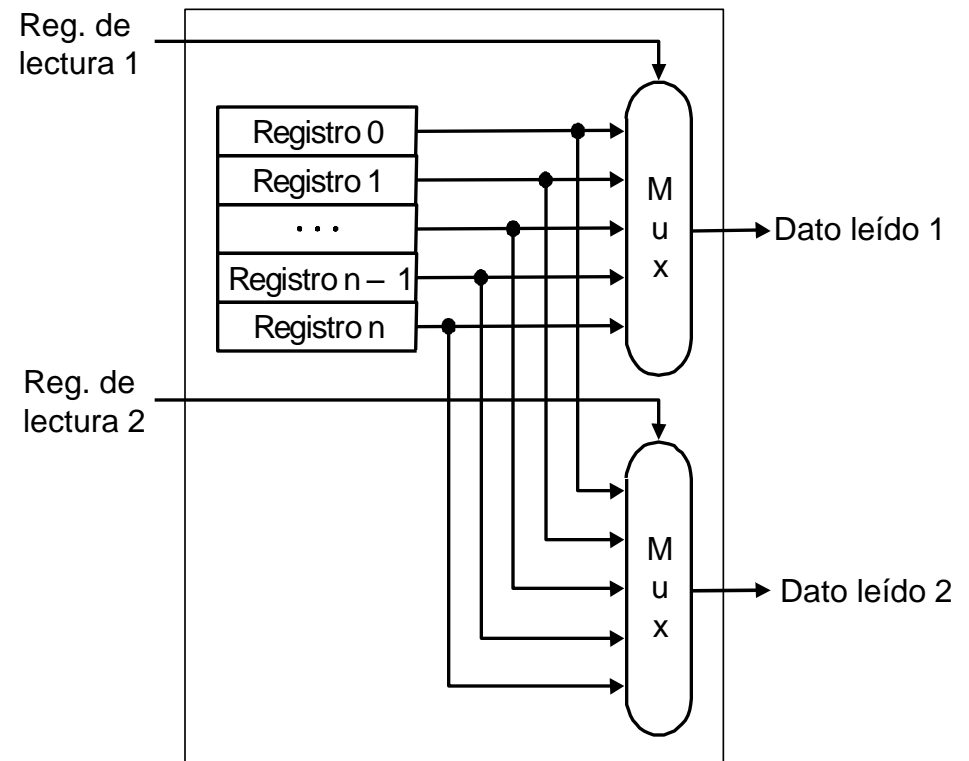 Reg. de
lectura 1
Registro 0
Registro 1
...
Registro n – 1
Registro n
M
u
x
Dato leído 1
Reg. de
lectura 2
M
u
x
Dato leído 2